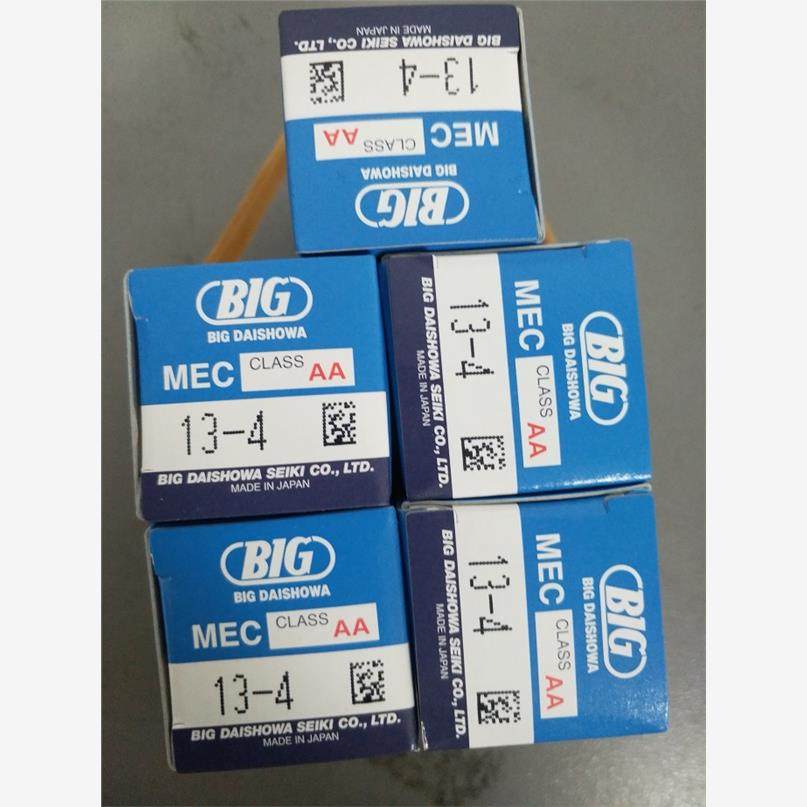 BIG DAISHOWA SEIKI CO., LTD.
MADE IN JAPAN
13-4
MEC CLASS AA
BIG DAISHOWA
BIG
BIG
BIG DAISHOWA
MEC CLASS AA
13-4
BIG DAISHOWA SEIKI CO., LTD.
MADE IN JAPAN
BIG
BIG DAISHOWA
MEC CLASS AA
13-4
BIG DAISHOWA SEIKI CO., LTD.
MADE IN JAPAN
BIG
BIG DAISHOWA
MEC CLASS AA
13-4
BIG DAISHOWA SEIKI CO., LTD.
MADE IN JAPAN
BIG
BIG DAISHOWA
MEC CLASS AA
13-4
BIG DAISHOWA SEIKI CO., LTD.
MADE IN JAPAN